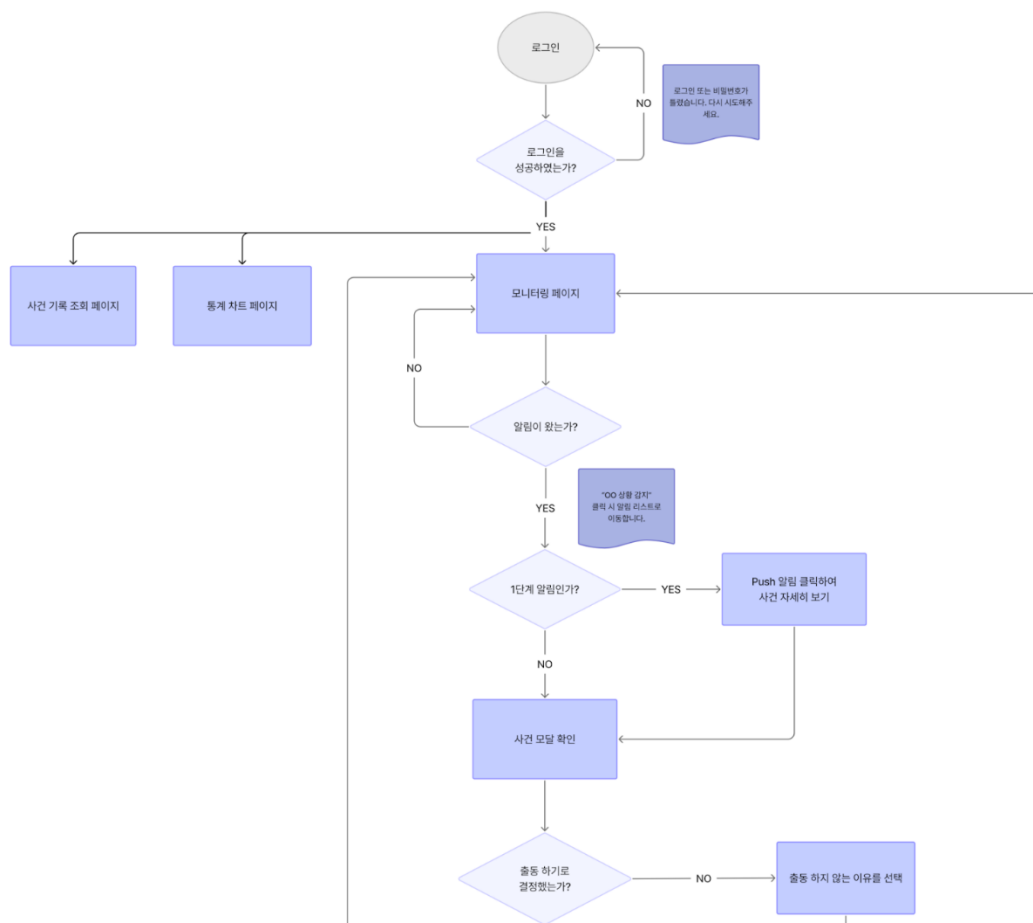 로그인
NO
로그인 또는 비밀번호가
틀렸습니다. 다시 시도해주
세요.
로그인을
성공하였는가?
YES
사건 기록 조회 페이지
통계 차트 페이지
모니터링 페이지
NO
알림이 왔는가?
YES
"OO 상황 감지"
클릭 시 알림 리스트로
이동합니다.
1단계 알림인가?
YES
Push 알림 클릭하여
사건 자세히 보기
NO
사건 모달 확인
출동 하기로
결정했는가?
NO
출동 하지 않는 이유를 선택